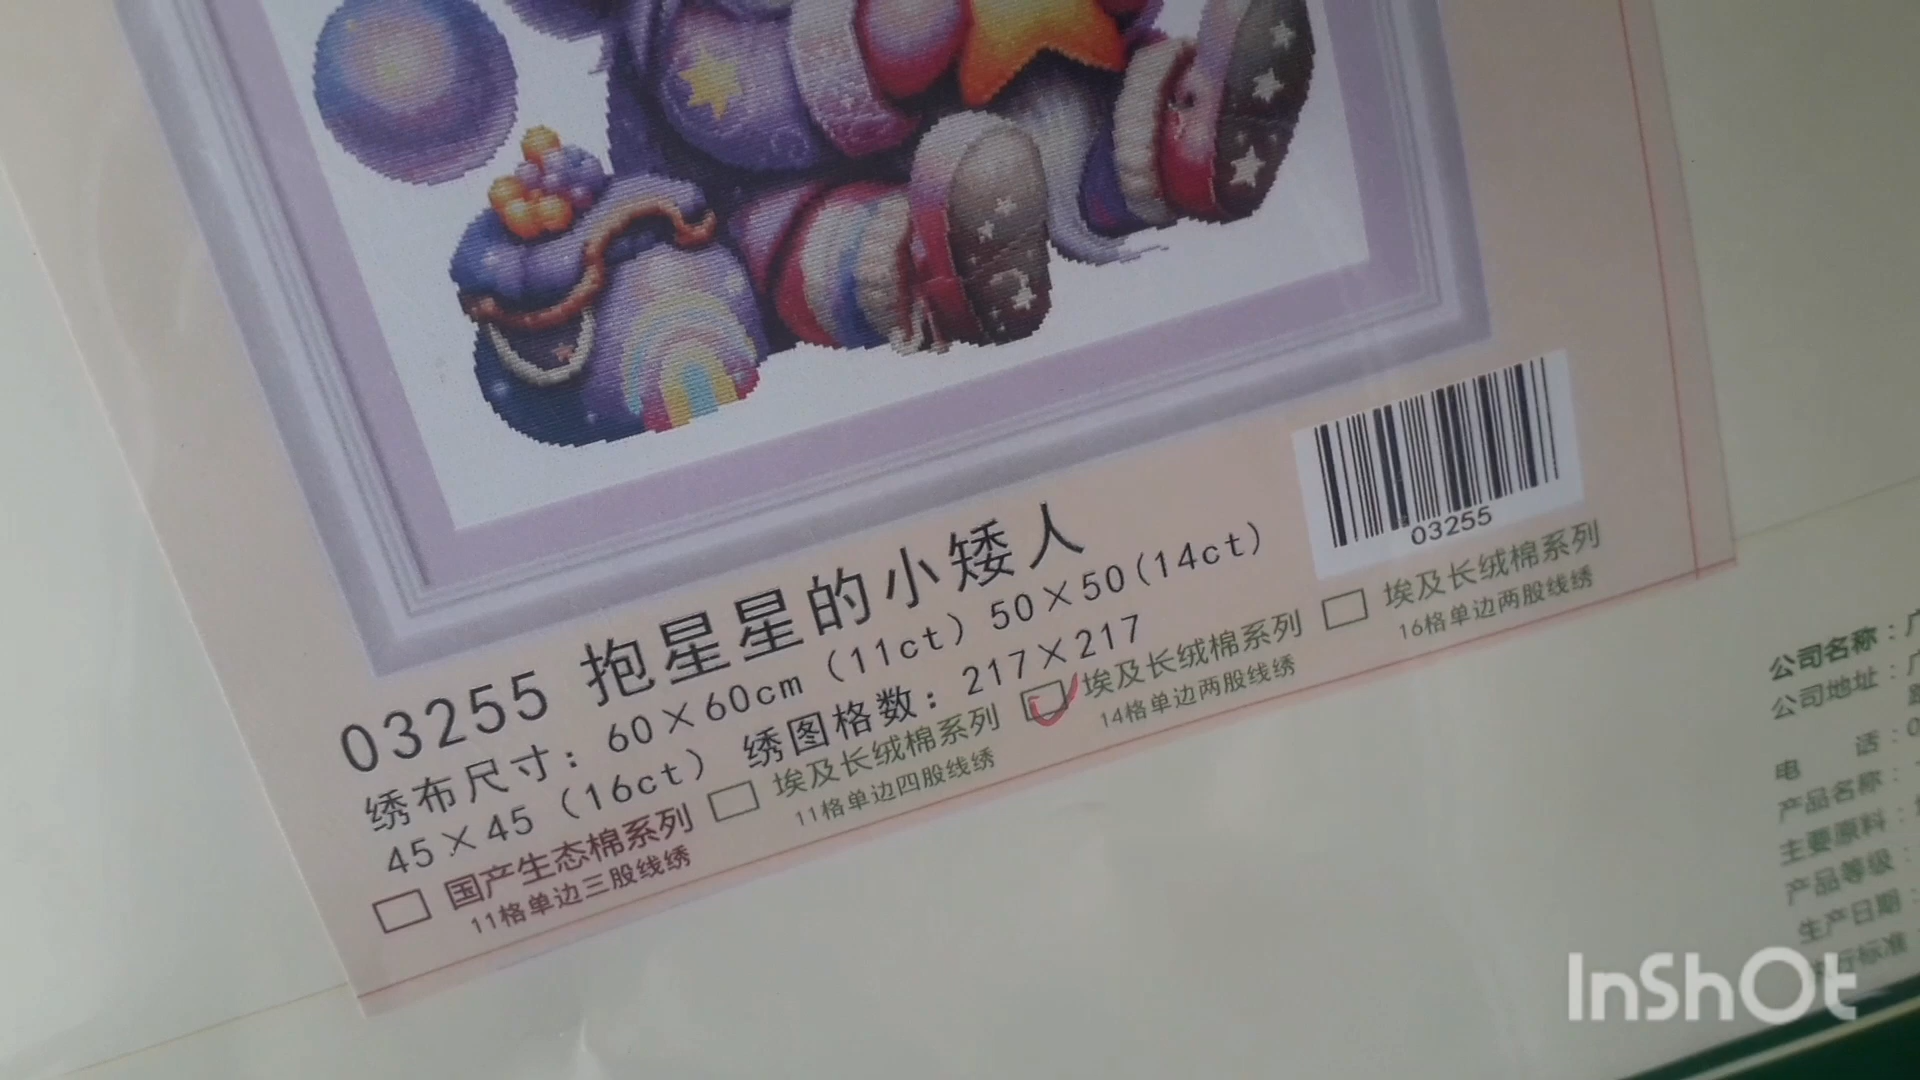 03255 抱星星的小矮人
绣布尺寸：60×60cm（11ct）50×50(14ct)
45×45（16ct） 绣图格数：217×217
03255
国产生态棉系列
11格单边三股线绣
埃及长绒棉系列
11格单边四股线绣
埃及长绒棉系列
14格单边两股线绣
埃及长绒棉系列
16格单边两股线绣
公司名称：广
公司地址：广
电 话：0
产品名称：
主要原料：
产品等级：
生产日期：
InShOt